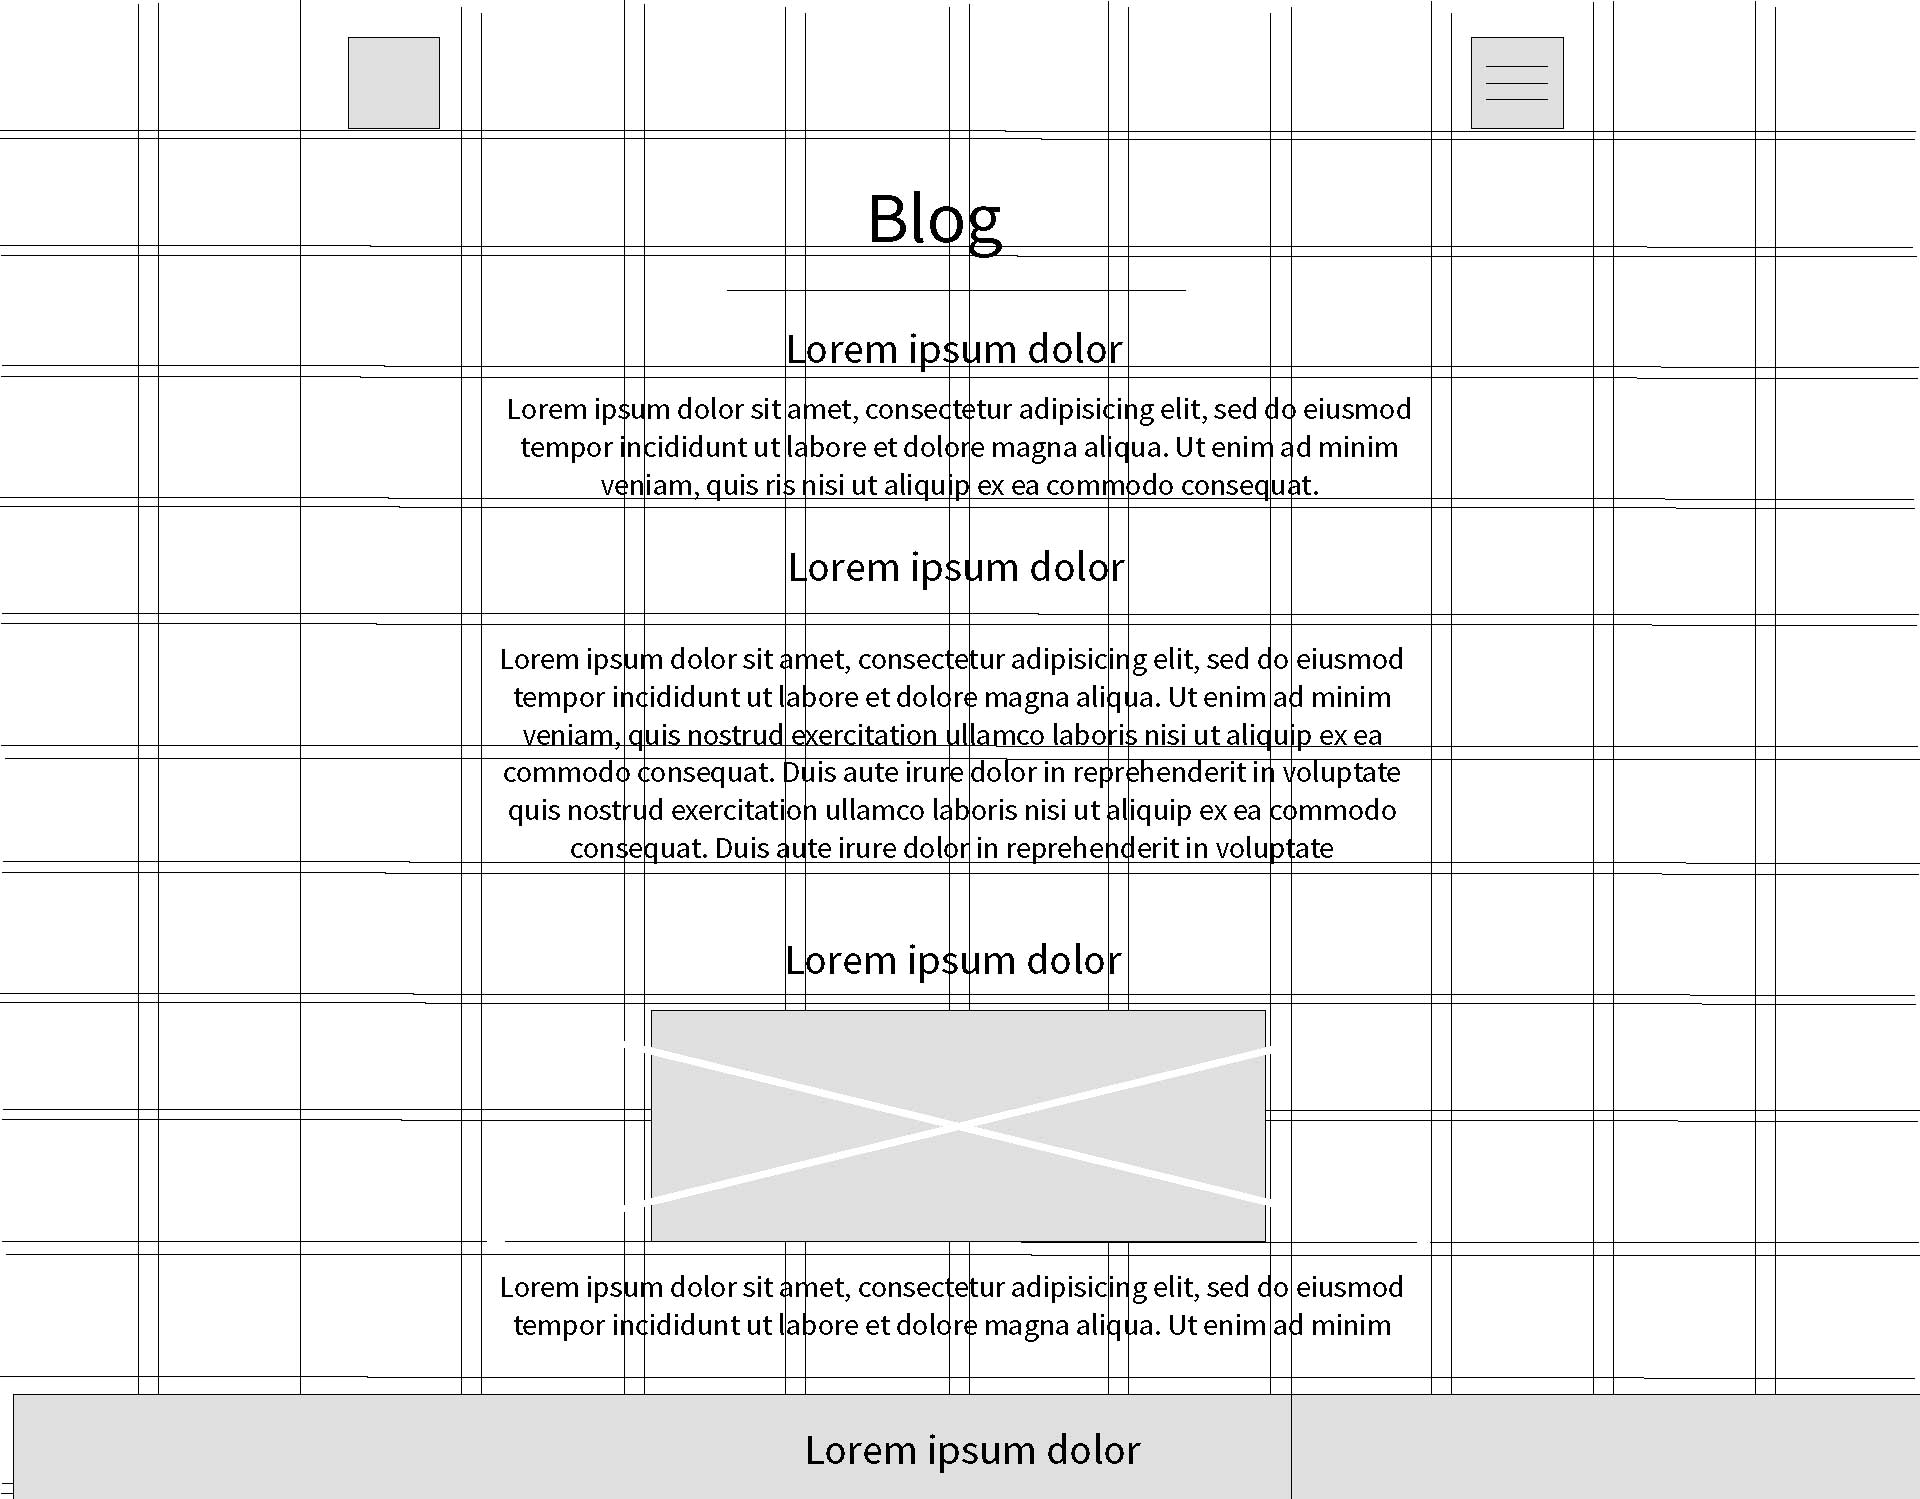 Blog
Lorem ipsum dolor
Lorem ipsum dolor sit amet, consectetur adipisicing elit, sed do eiusmod
tempor incididunt ut labore et dolore magna aliqua. Ut enim ad minim
veniam, quis ris nisi ut aliquip ex ea commodo consequat.
Lorem ipsum dolor
Lorem ipsum dolor sit amet, consectetur adipisicing elit, sed do eiusmod
tempor incididunt ut labore et dolore magna aliqua. Ut enim ad minim
veniam, quis nostrud exercitation ullamco laboris nisi ut aliquip ex ea
commodo consequat. Duis aute irure dolor in reprehenderit in voluptate
quis nostrud exercitation ullamco laboris nisi ut aliquip ex ea commodo
consequat. Duis aute irure dolor in reprehenderit in voluptate
Lorem ipsum dolor
Lorem ipsum dolor sit amet, consectetur adipisicing elit, sed do eiusmod
tempor incididunt ut labore et dolore magna aliqua. Ut enim ad minim
Lorem ipsum dolor